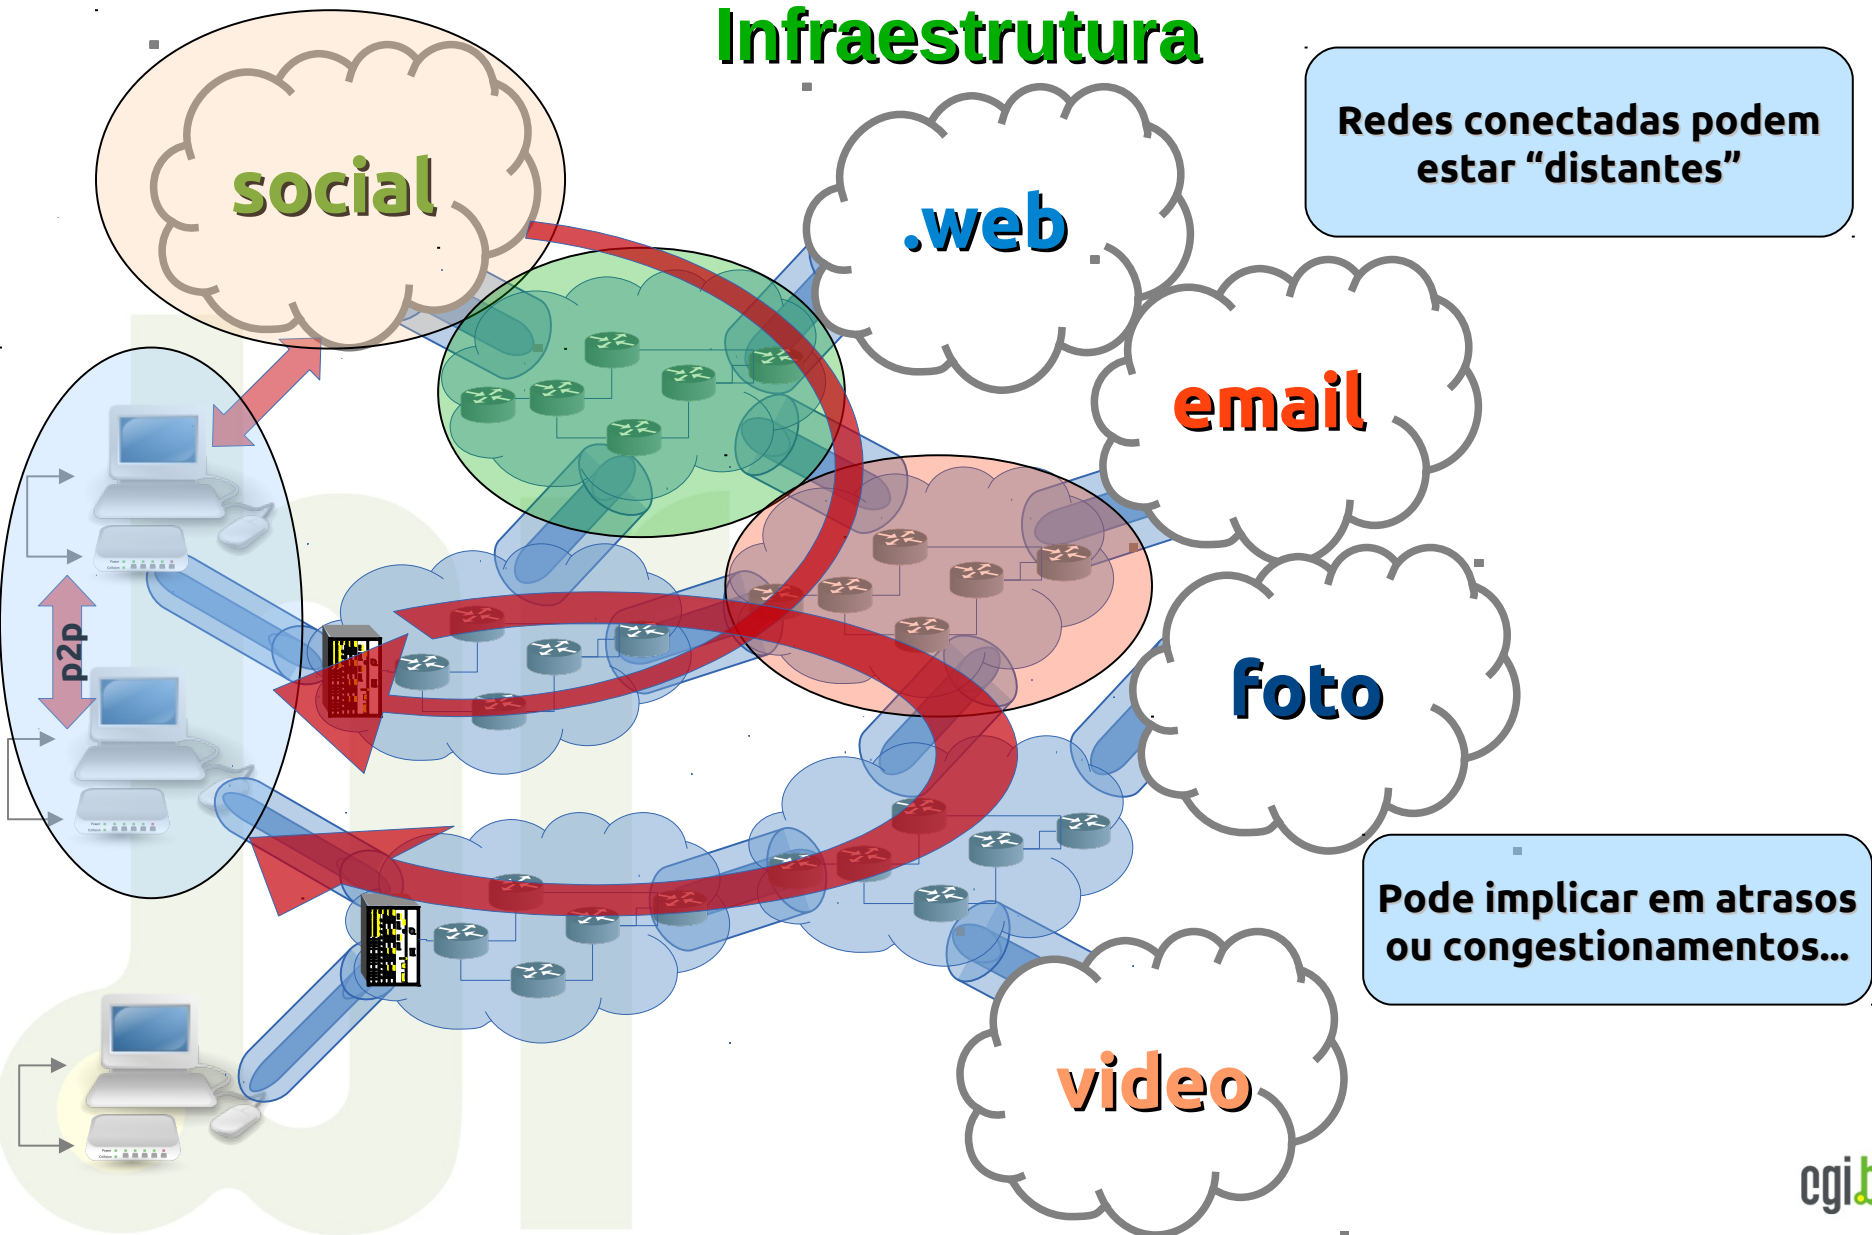 Infraestrutura
Redes conectadas podem
estar “distantes”
social
.web
email
p2p
foto
Pode implicar em atrasos
ou congestionamentos...
video
cgi.b